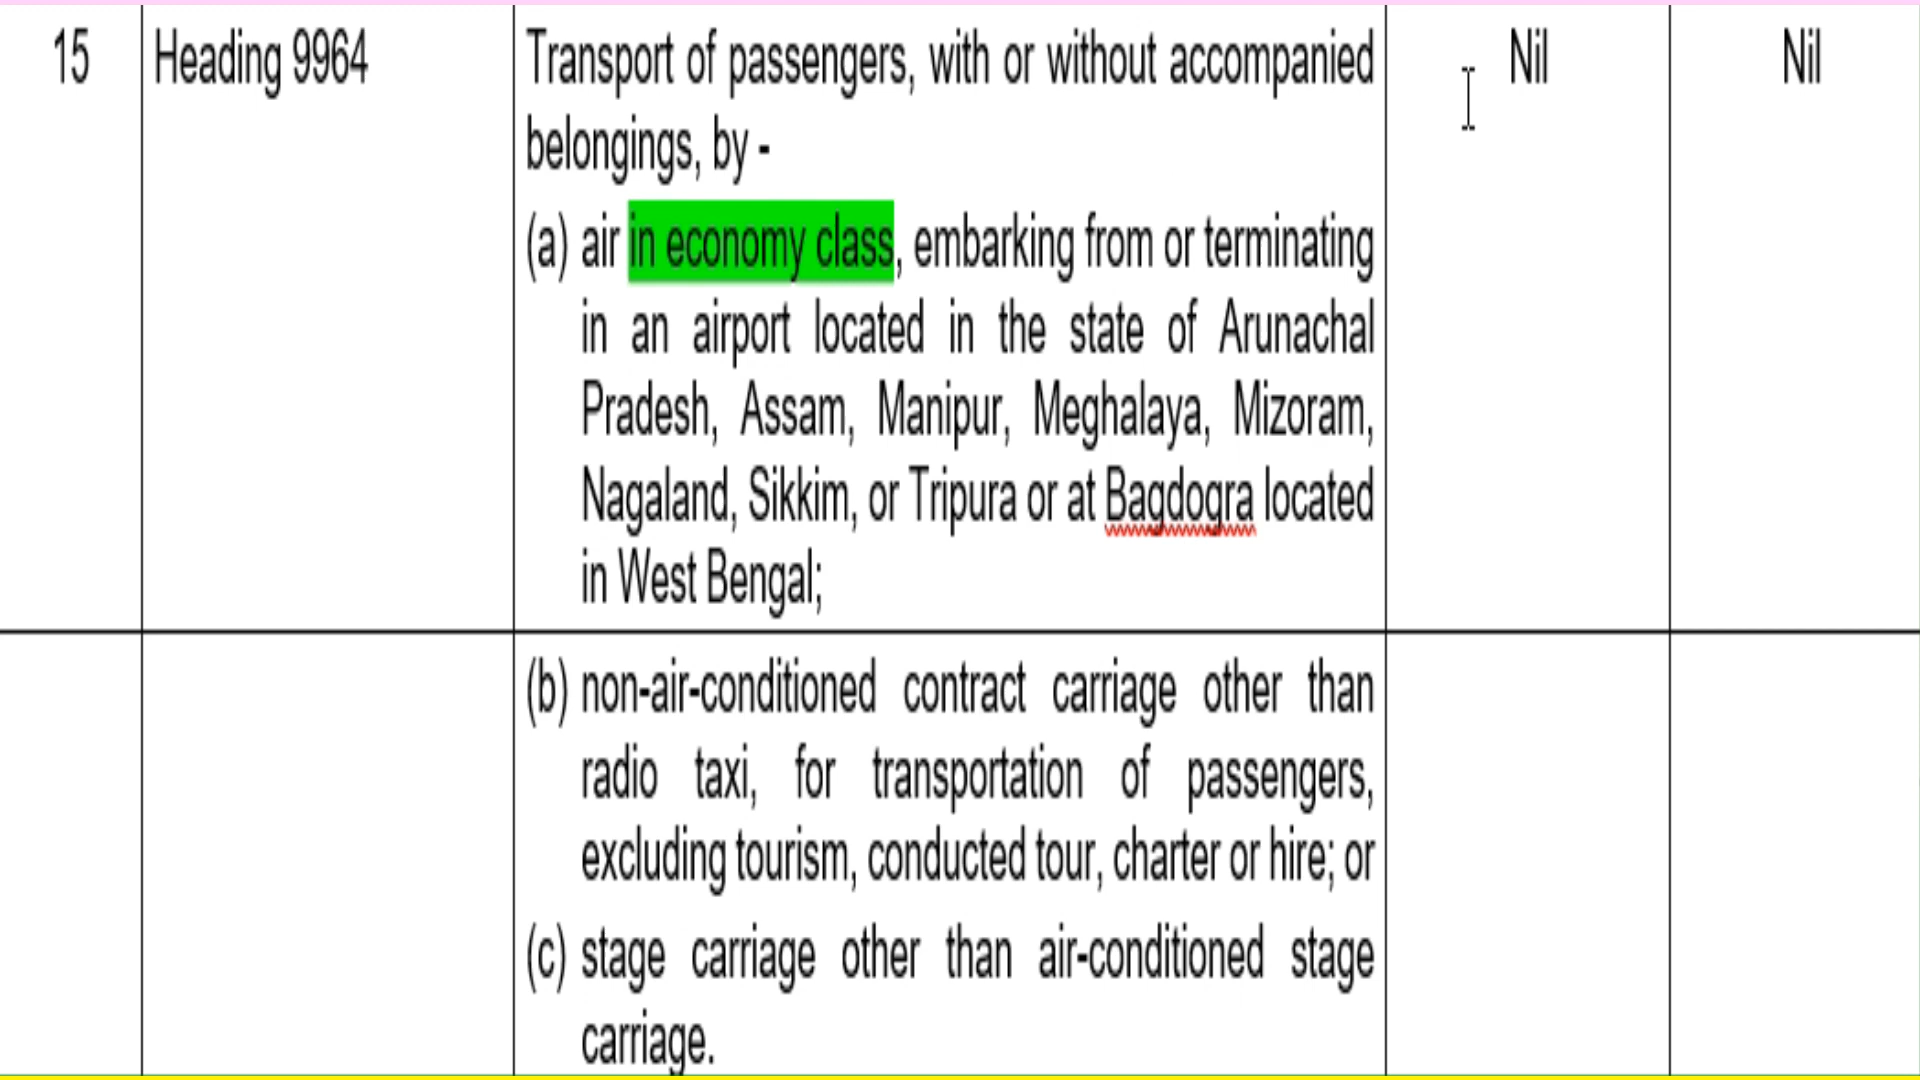 15 Heading 9964 Transport of passengers, with or without accompanied Nil Nil
belongings, by -
(a) air in economy class, embarking from or terminating
in an airport located in the state of Arunachal
Pradesh, Assam, Manipur, Meghalaya, Mizoram,
Nagaland, Sikkim, or Tripura or at Bagdogra located
in West Bengal;
(b) non-air-conditioned contract carriage other than
radio taxi, for transportation of passengers,
excluding tourism, conducted tour, charter or hire; or
(c) stage carriage other than air-conditioned stage
carriage.